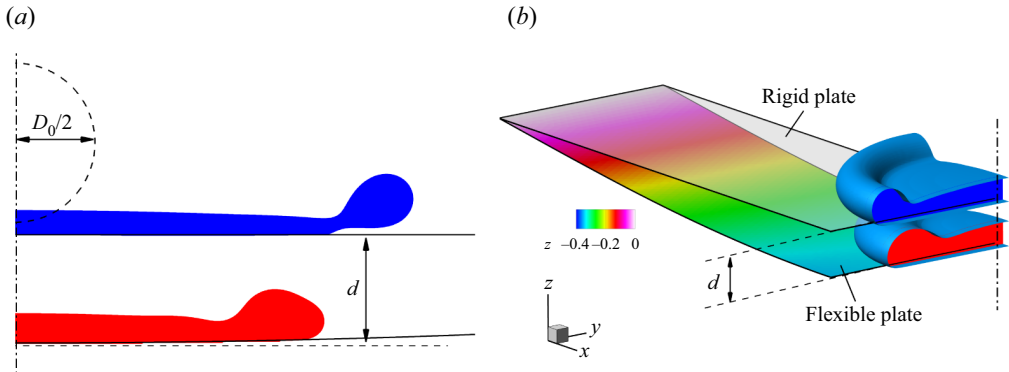 (a)
D0/2
d
(b)
Rigid plate
z −0.4 −0.2 0
d
Flexible plate
z
y
x